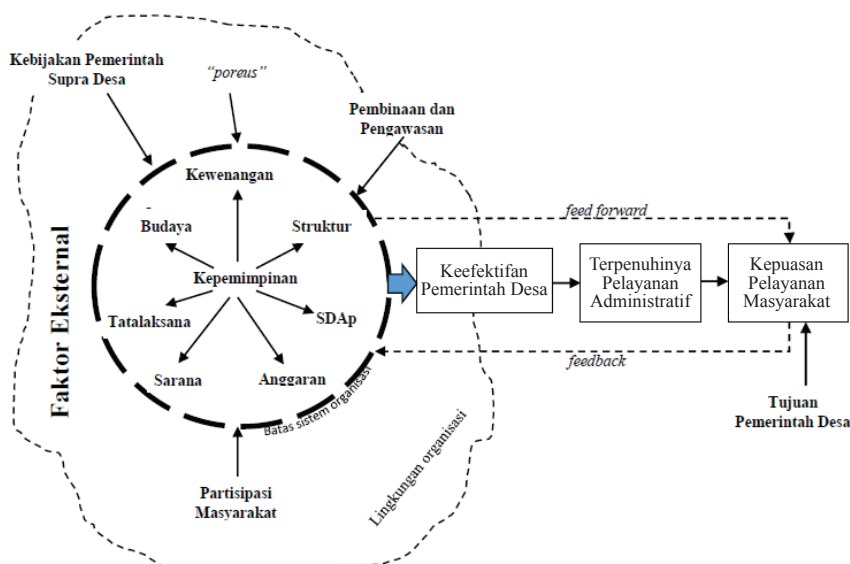 Kebijakan Pemerintah
Supra Desa
“poreus”
Pembinaan dan
Pengawasan
Kewenangan
Budaya
Struktur
Kepemimpinan
Tatalaksana
SDAp
Sarana
Anggaran
Batas sistem organisasi
Faktor Eksternal
Partisipasi
Masyarakat
Lingkungan organisasi
feed forward
Keefektifan
Pemerintah Desa
Terpenuhinya
Pelayanan
Administratif
Kepuasan
Pelayanan
Masyarakat
feedback
Tujuan
Pemerintah Desa